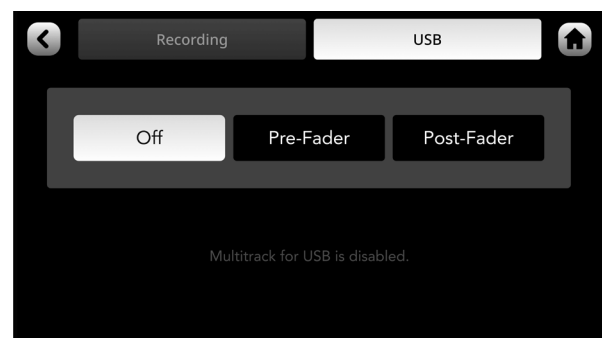 Recording USB
Off Pre-Fader Post-Fader
Multitrack for USB is disabled.